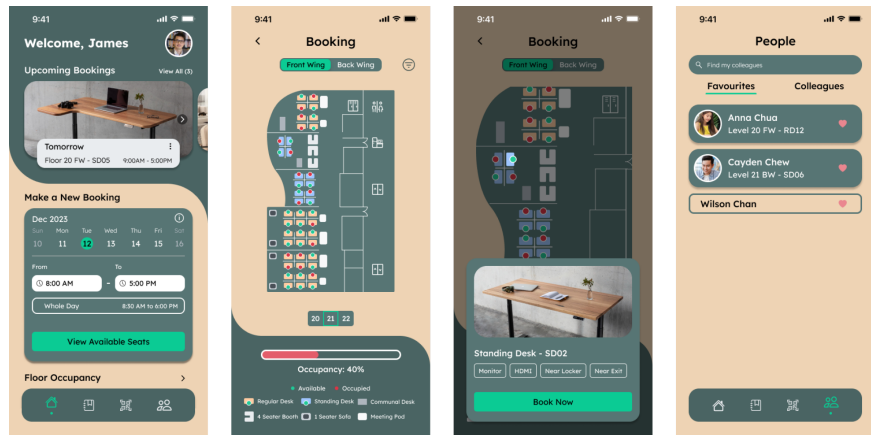 9:41
Welcome, James
Upcoming Bookings
View All (3)
Tomorrow
Floor 20 FW - SD05
9:00AM - 5:00PM
Make a New Booking
Dec 2023
Sun Mon Tue Wed Thu Fri Sat
10 11 12 13 14 15 16
From To
8:00 AM - 5:00 PM
Whole Day 8:30 AM to 6:00 PM
View Available Seats
Floor Occupancy
9:41
Booking
Front Wing Back Wing
20 21 22
Occupancy: 40%
Available Occupied
Regular Desk Standing Desk Communal Desk
4 Seater Booth 1 Seater Sofa Meeting Pod
9:41
Booking
Front Wing Back Wing
Standing Desk - SD02
Monitor HDMI Near Locker Near Exit
Book Now
9:41
People
Find my colleagues
Favourites Colleagues
Anna Chua
Level 20 FW - RD12
Cayden Chew
Level 21 BW - SD06
Wilson Chan